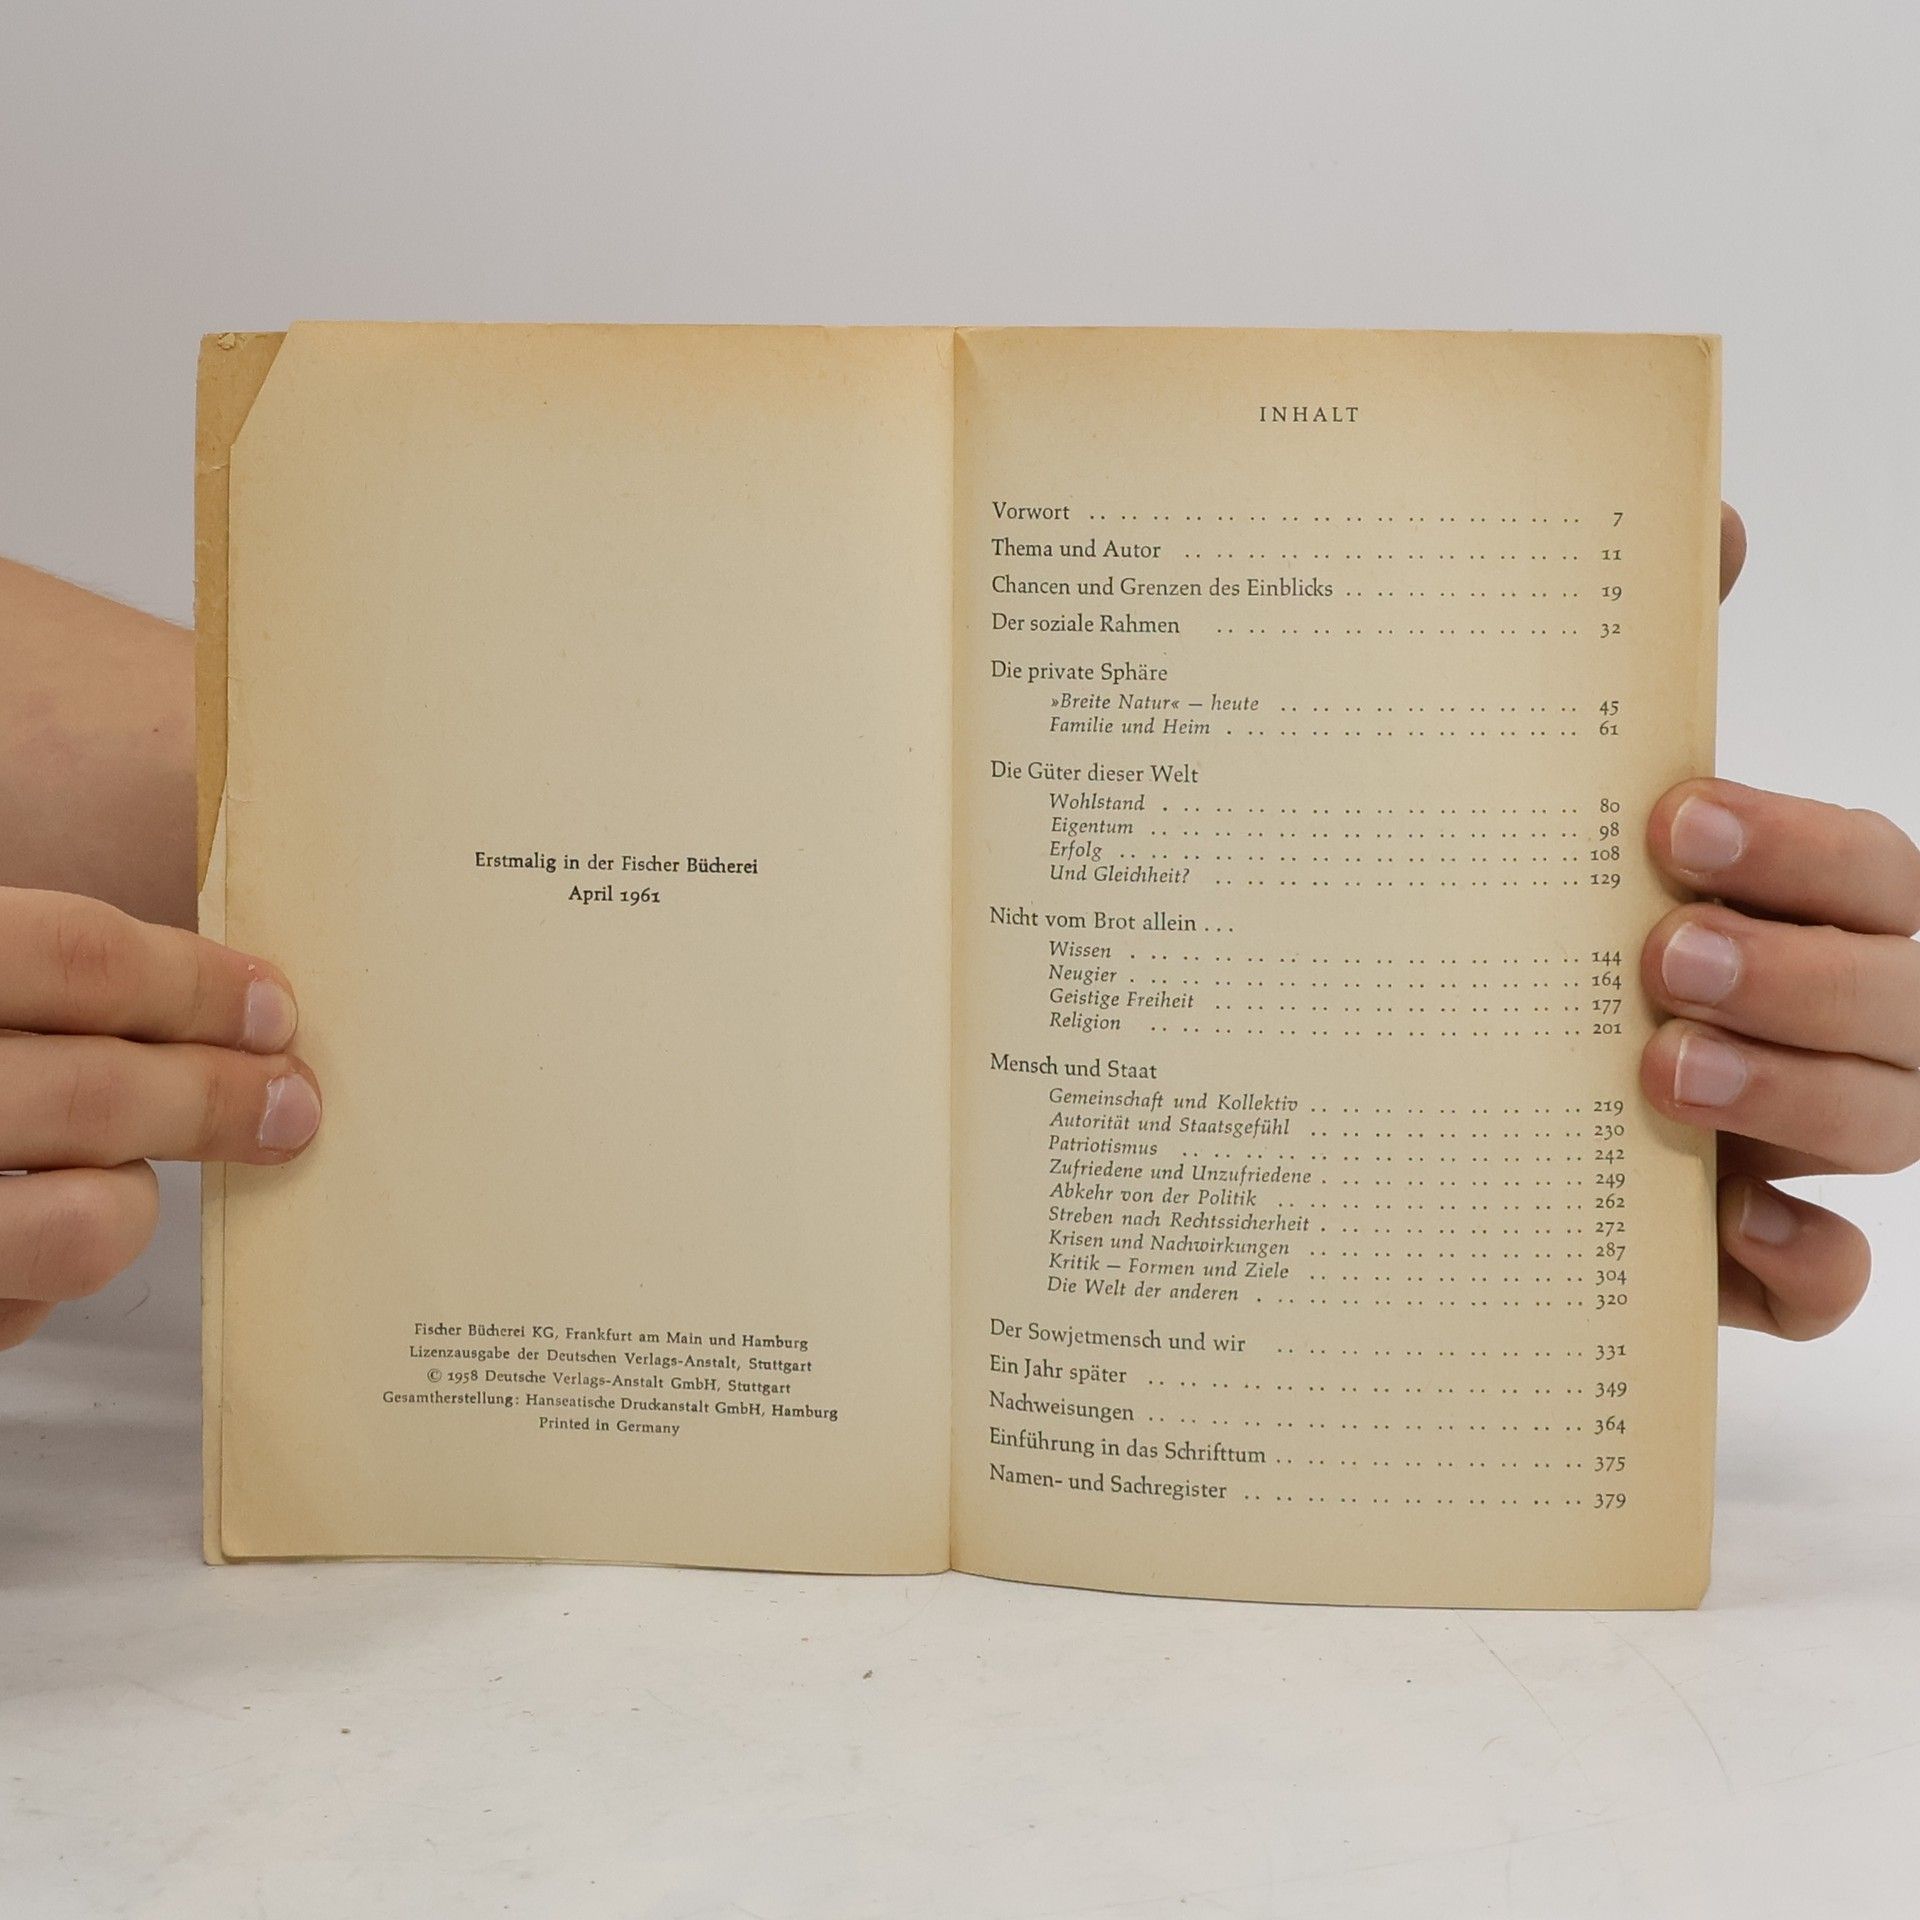 Erstmalig in der Fischer Bücherei
April 1961
Fischer Bücherei KG, Frankfurt am Main und Hamburg
Lizenzausgabe der Deutschen Verlags-Anstalt, Stuttgart
© 1958 Deutsche Verlags-Anstalt GmbH, Stuttgart
Gesamtherstellung: Hanseatische Druckanstalt GmbH, Hamburg
Printed in Germany
INHALT
Vorwort .. .. .. .. .. .. .. .. .. .. .. .. .. .. .. .. 7
Thema und Autor .. .. .. .. .. .. .. .. .. .. .. .. .. 11
Chancen und Grenzen des Einblicks .. .. .. .. .. .. .. .. 19
Der soziale Rahmen .. .. .. .. .. .. .. .. .. .. .. .. 32
Die private Sphäre
»Breite Natur« — heute .. .. .. .. .. .. .. .. .. .. 45
Familie und Heim . .. .. .. .. .. .. .. .. .. .. .. 61
Die Güter dieser Welt
Wohlstand . .. .. .. .. .. .. .. .. .. .. .. .. .. 80
Eigentum .. .. .. .. .. .. .. .. .. .. .. .. .. .. 98
Erfolg .. .. .. .. .. .. .. .. .. .. .. .. .. .. .. 108
Und Gleichheit? .. .. .. .. .. .. .. .. .. .. .. .. 129
Nicht vom Brot allein . . .
Wissen . .. .. .. .. .. .. .. .. .. .. .. .. .. .. 144
Neugier . .. .. .. .. .. .. .. .. .. .. .. .. .. .. 164
Geistige Freiheit .. .. .. .. .. .. .. .. .. .. .. .. 177
Religion .. .. .. .. .. .. .. .. .. .. .. .. .. .. 201
Mensch und Staat
Gemeinschaft und Kollektiv .. .. .. .. .. .. .. .. .. 219
Autorität und Staatsgefühl .. .. .. .. .. .. .. .. .. 230
Patriotismus .. .. .. .. .. .. .. .. .. .. .. .. .. 242
Zufriedene und Unzufriedene . .. .. .. .. .. .. .. .. 249
Abkehr von der Politik .. .. .. .. .. .. .. .. .. .. 262
Streben nach Rechtssicherheit . .. .. .. .. .. .. .. .. 272
Krisen und Nachwirkungen .. .. .. .. .. .. .. .. .. 287
Kritik — Formen und Ziele .. .. .. .. .. .. .. .. .. 304
Die Welt der anderen . .. .. .. .. .. .. .. .. .. .. 320
Der Sowjetmensch und wir .. .. .. .. .. .. .. .. .. .. 331
Ein Jahr später .. .. .. .. .. .. .. .. .. .. .. .. .. .. 349
Nachweisungen .. .. .. .. .. .. .. .. .. .. .. .. .. .. 364
Einführung in das Schrifttum .. .. .. .. .. .. .. .. .. .. 375
Namen- und Sachregister .. .. .. .. .. .. .. .. .. .. .. 379